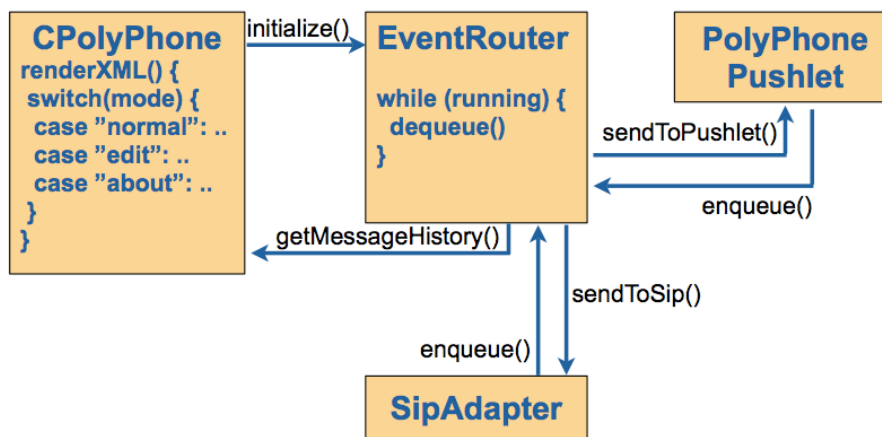 CPolyPhone
renderXML() {
switch(mode) {
case ”normal”: ..
case ”edit”: ..
case ”about”: ..
}
}
initialize()
EventRouter
while (running) {
dequeue()
}
PolyPhone
Pushlet
sendToPushlet()
enqueue()
getMessageHistory()
sendToSip()
enqueue()
SipAdapter